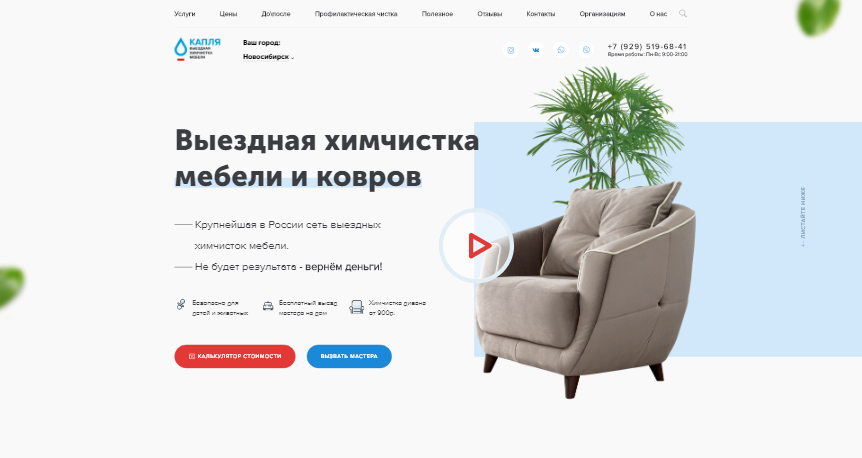 Услуги Цены До/после Профилактическая чистка Полезное Отзывы Контакты Организациям О нас
КАПЛЯ
ВЫЕЗДНАЯ
ХИМЧИСТКА
МЕБЕЛИ
Ваш город:
Новосибирск
+7 (929) 519-68-41
Время работы: Пн-Вс 9:00-21:00
Выездная химчистка
мебели и ковров
Крупнейшая в России сеть выездных
химчисток мебели.
Не будет результата - вернём деньги!
Безопасно для
детей и животных
Бесплатный выезд
мастера на дом
Химчистка дивана
от 900р.
КАЛЬКУЛЯТОР СТОИМОСТИ
ВЫЗВАТЬ МАСТЕРА
ЛИСТАЙТЕ НИЖЕ